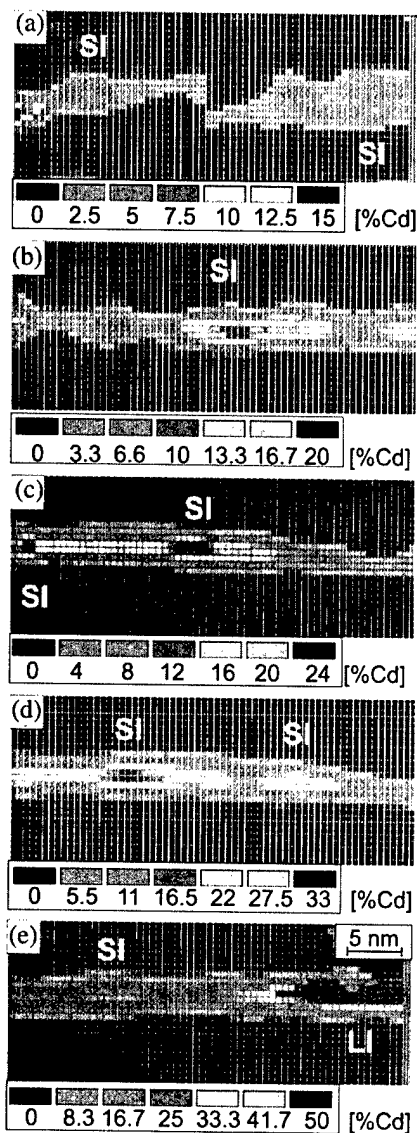 (a)
SI
SI
0 2.5 5 7.5 10 12.5 15 [%Cd]
(b)
SI
0 3.3 6.6 10 13.3 16.7 20 [%Cd]
(c)
SI
SI
0 4 8 12 16 20 24 [%Cd]
(d)
SI SI
0 5.5 11 16.5 22 27.5 33 [%Cd]
(e)
SI
5 nm
LI
0 8.3 16.7 25 33.3 41.7 50 [%Cd]